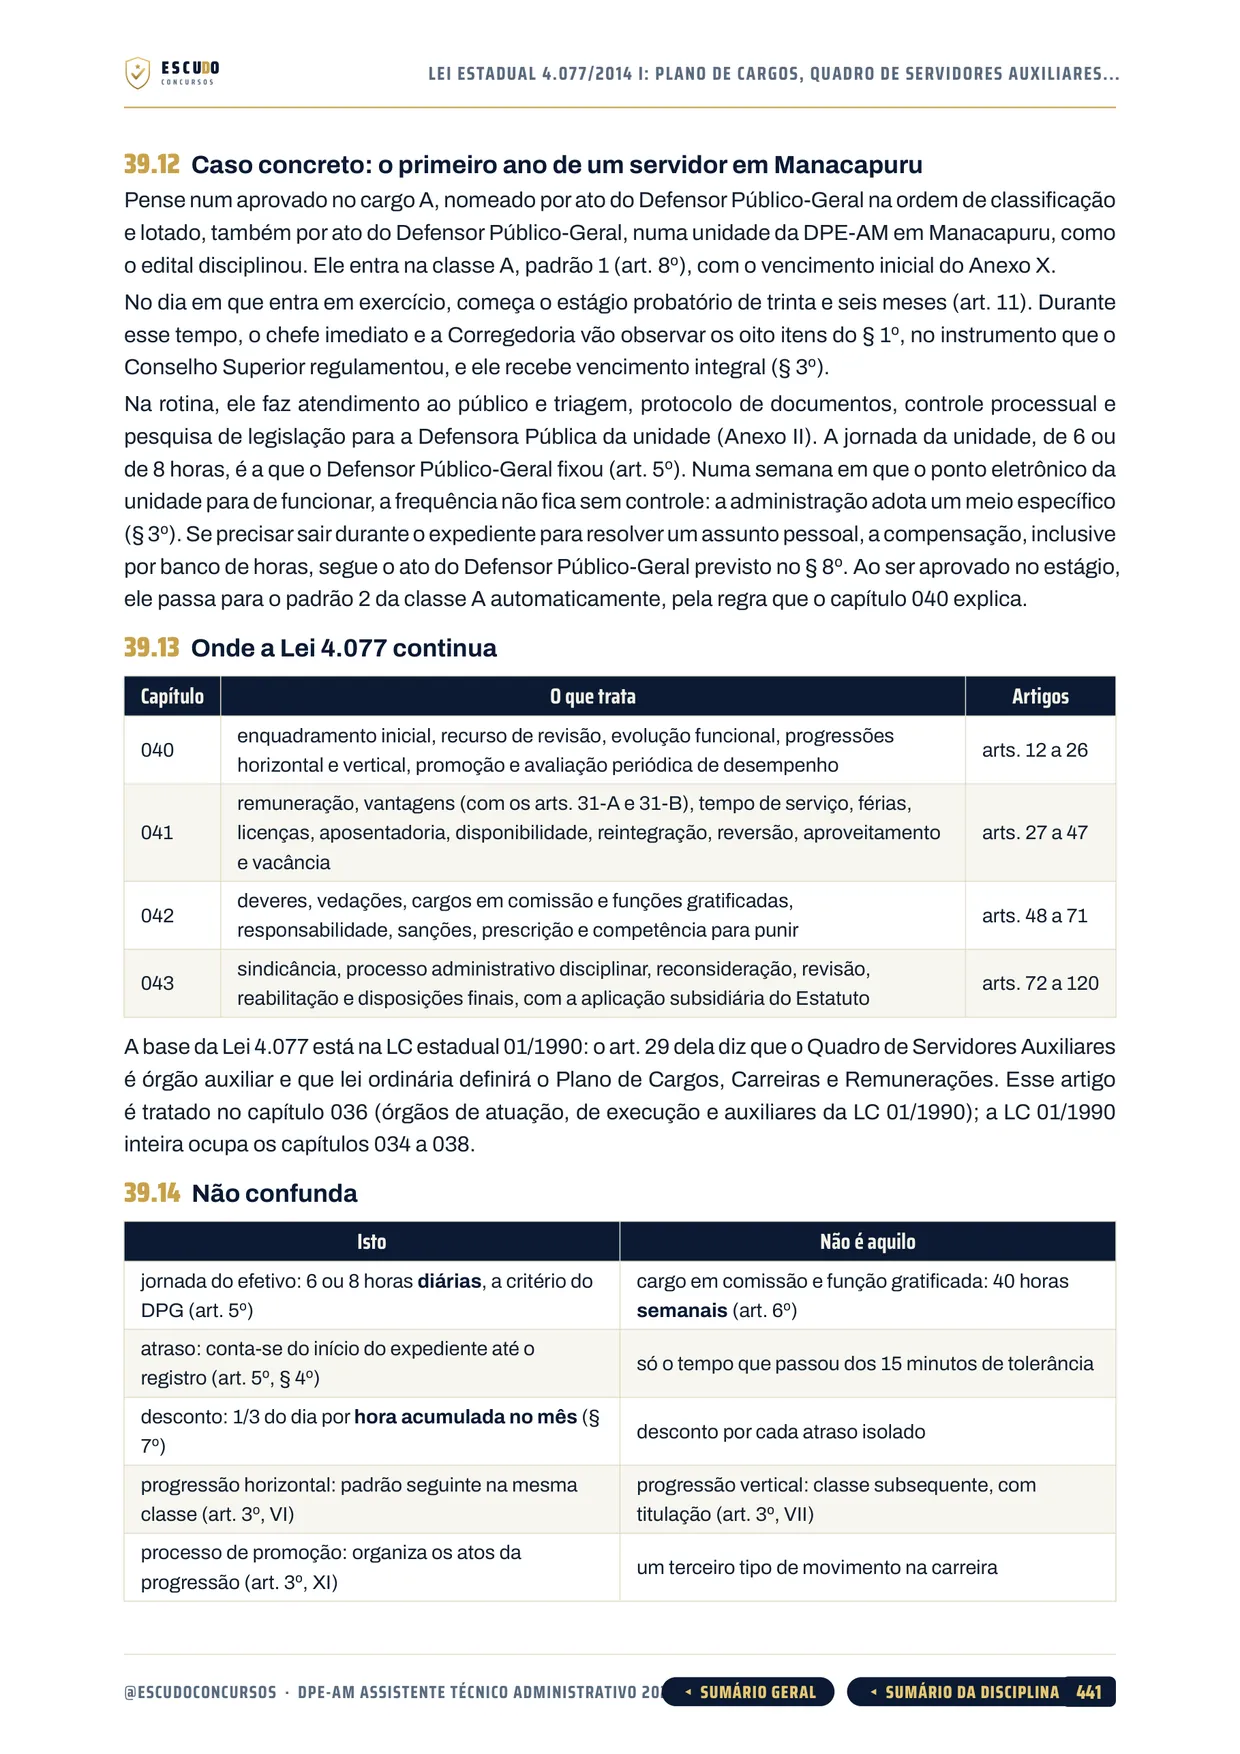 ESCUDO
CONCURSOS
LEI ESTADUAL 4.077/2014 I: PLANO DE CARGOS, QUADRO DE SERVIDORES AUXILIARES...
39.12 Caso concreto: o primeiro ano de um servidor em Manacapuru
Pense num aprovado no cargo A, nomeado por ato do Defensor Público-Geral na ordem de classificação
e lotado, também por ato do Defensor Público-Geral, numa unidade da DPE-AM em Manacapuru, como
o edital disciplinou. Ele entra na classe A, padrão 1 (art. 8º), com o vencimento inicial do Anexo X.
No dia em que entra em exercício, começa o estágio probatório de trinta e seis meses (art. 11). Durante
esse tempo, o chefe imediato e a Corregedoria vão observar os oito itens do § 1º, no instrumento que o
Conselho Superior regulamentou, e ele recebe vencimento integral (§ 3º).
Na rotina, ele faz atendimento ao público e triagem, protocolo de documentos, controle processual e
pesquisa de legislação para a Defensora Pública da unidade (Anexo II). A jornada da unidade, de 6 ou
de 8 horas, é a que o Defensor Público-Geral fixou (art. 5º). Numa semana em que o ponto eletrônico da
unidade para de funcionar, a frequência não fica sem controle: a administração adota um meio específico
(§ 3º). Se precisar sair durante o expediente para resolver um assunto pessoal, a compensação, inclusive
por banco de horas, segue o ato do Defensor Público-Geral previsto no § 8º. Ao ser aprovado no estágio,
ele passa para o padrão 2 da classe A automaticamente, pela regra que o capítulo 040 explica.
39.13 Onde a Lei 4.077 continua
Capítulo O que trata Artigos
040 enquadramento inicial, recurso de revisão, evolução funcional, progressões
horizontal e vertical, promoção e avaliação periódica de desempenho arts. 12 a 26
041 remuneração, vantagens (com os arts. 31-A e 31-B), tempo de serviço, férias,
licenças, aposentadoria, disponibilidade, reintegração, reversão, aproveitamento
e vacância arts. 27 a 47
042 deveres, vedações, cargos em comissão e funções gratificadas,
responsabilidade, sanções, prescrição e competência para punir arts. 48 a 71
043 sindicância, processo administrativo disciplinar, reconsideração, revisão,
reabilitação e disposições finais, com a aplicação subsidiária do Estatuto arts. 72 a 120
A base da Lei 4.077 está na LC estadual 01/1990: o art. 29 dela diz que o Quadro de Servidores Auxiliares
é órgão auxiliar e que lei ordinária definirá o Plano de Cargos, Carreiras e Remunerações. Esse artigo
é tratado no capítulo 036 (órgãos de atuação, de execução e auxiliares da LC 01/1990); a LC 01/1990
inteira ocupa os capítulos 034 a 038.
39.14 Não confunda
Isto Não é aquilo
jornada do efetivo: 6 ou 8 horas diárias, a critério do
DPG (art. 5º)
cargo em comissão e função gratificada: 40 horas
semanais (art. 6º)
atraso: conta-se do início do expediente até o
registro (art. 5º, § 4º)
só o tempo que passou dos 15 minutos de tolerância
desconto: 1/3 do dia por hora acumulada no mês (§
7º)
desconto por cada atraso isolado
progressão horizontal: padrão seguinte na mesma
classe (art. 3º, VI)
progressão vertical: classe subsequente, com
titulação (art. 3º, VII)
processo de promoção: organiza os atos da
progressão (art. 3º, XI)
um terceiro tipo de movimento na carreira
@ESCUDOCONCURSOS · DPE-AM ASSISTENTE TÉCNICO ADMINISTRATIVO
◂ SUMÁRIO GERAL ◂ SUMÁRIO DA DISCIPLINA 441